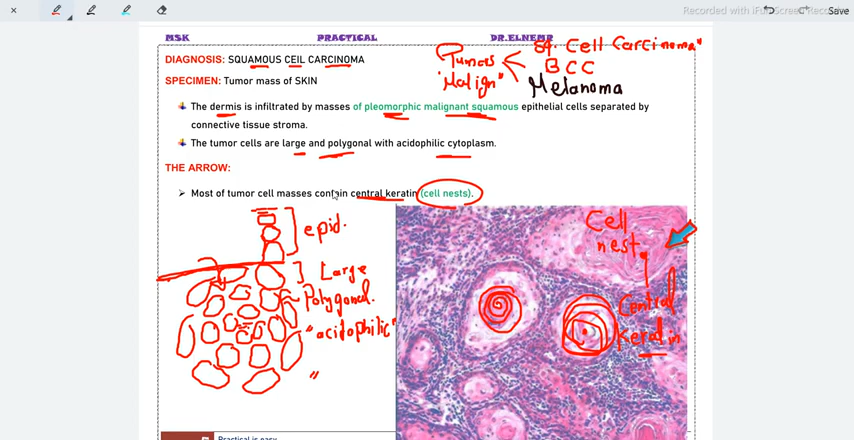 Recorded with iFun Screen Recorder
Save
MSK PRACTICAL DR.ELNEMR
DIAGNOSIS: SQUAMOUS CEIL CARCINOMA
SPECIMEN: Tumor mass of SKIN
Tumors
"Malign"
Sq. Cell Carcinoma"
BCC
Melanoma
The dermis is infiltrated by masses of pleomorphic malignant squamous epithelial cells separated by
connective tissue stroma.
The tumor cells are large and polygonal with acidophilic cytoplasm.
THE ARROW:
Most of tumor cell masses contain central keratin (cell nests).
epid.
Large
Polygonal.
"acidophilic"
"
Cell
nest
Central
Keratin
Practical is easy